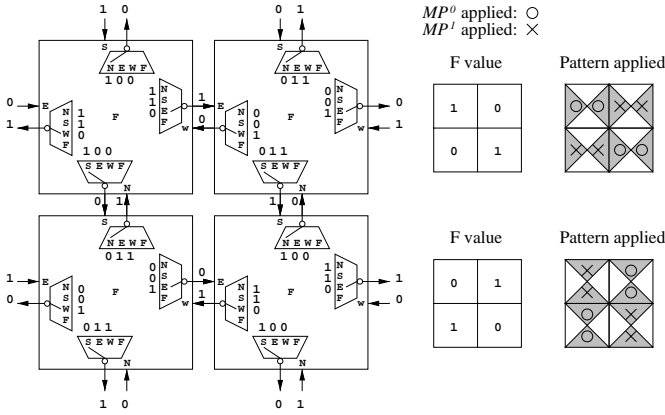 1 0 1 0
MP⁰ applied: ○
MP¹ applied: ×
S S
N E W F N E W F
1 0 0 0 1 1
F value Pattern applied
0 E N S W F 1 1 0 F N S E F 1 1 0 1 E N S W F 0 0 1 F N S E F 0 0 1 0
1 0 W W 1
1 0
0 1
1 0 0 0 1 1
S E W F S E W F
N N
0 1 1 0
S S
N E W F N E W F
0 1 1 1 0 0
F value Pattern applied
1 E N S W F 0 0 1 F N S E F 0 0 1 0 E N S W F 1 1 0 F N S E F 1 1 0 1
0 1 W W 0
0 1
1 0
0 1 1 1 0 0
S E W F S E W F
N N
1 0 0 1